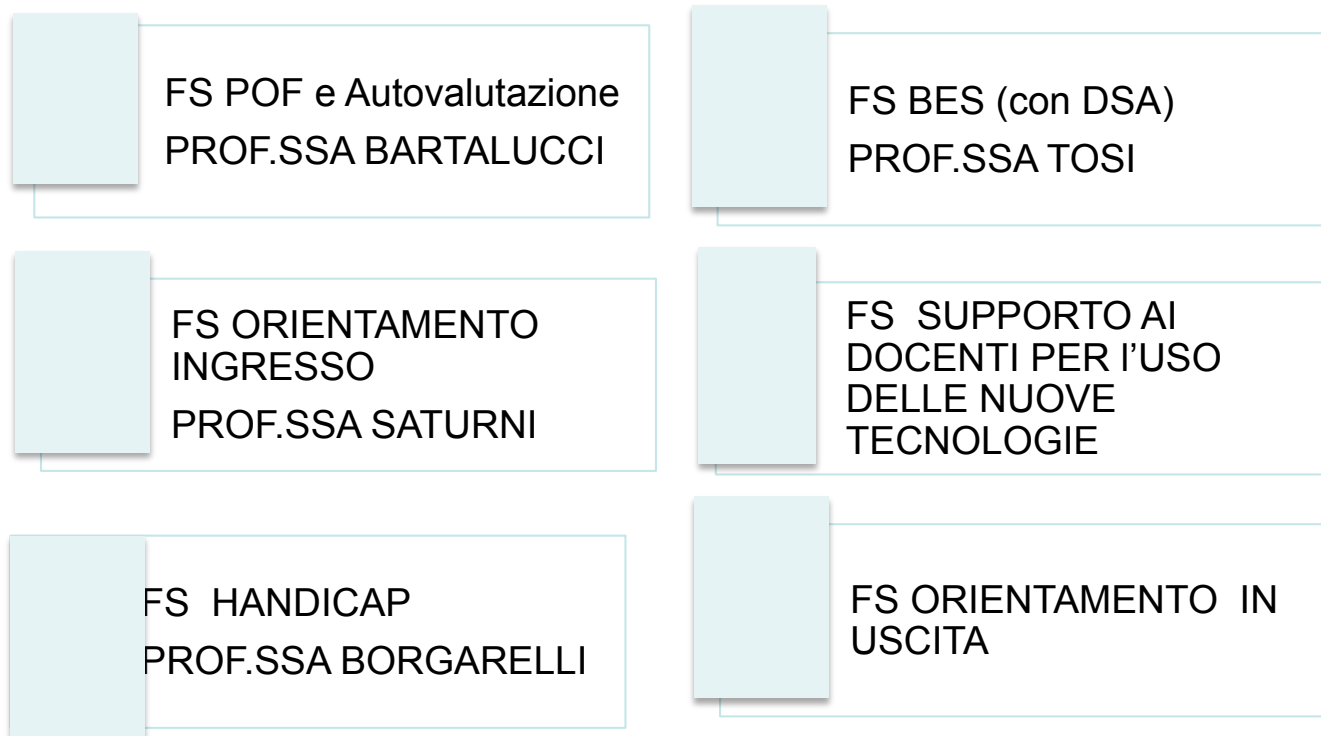 FS POF e Autovalutazione
PROF.SSA BARTALUCCI
FS BES (con DSA)
PROF.SSA TOSI
FS ORIENTAMENTO
INGRESSO
PROF.SSA SATURNI
FS SUPPORTO AI
DOCENTI PER l’USO
DELLE NUOVE
TECNOLOGIE
FS HANDICAP
PROF.SSA BORGARELLI
FS ORIENTAMENTO IN
USCITA